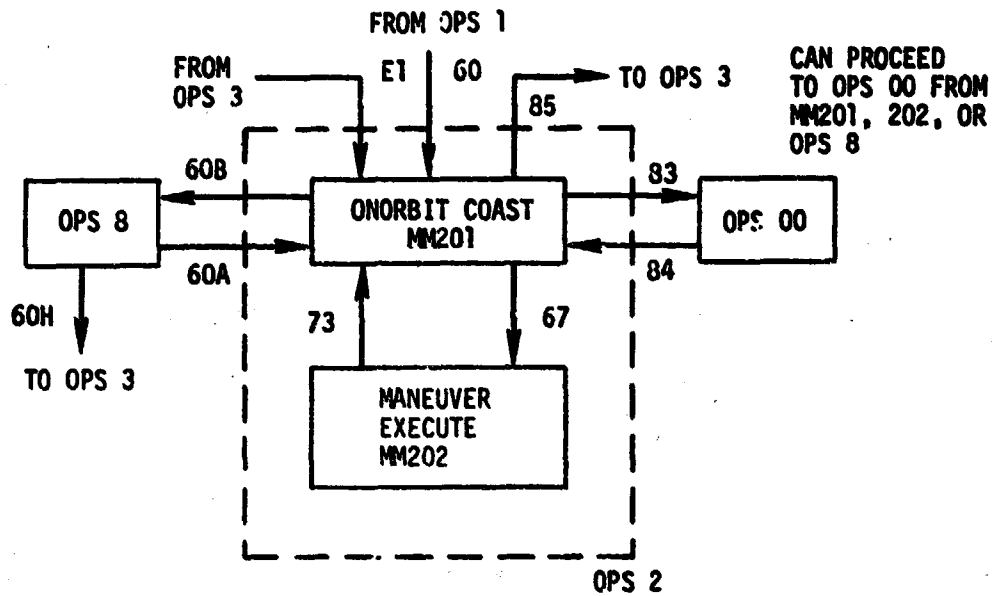 FROM OPS 1
FROM
OPS 3
E1
60
TO OPS 3
85
CAN PROCEED
TO OPS 00 FROM
MM201, 202, OR
OPS 8
60B
83
OPS 8
ONORBIT COAST
MM201
OPS 00
60A
84
60H
73
67
TO OPS 3
MANEUVER
EXECUTE
MM202
OPS 2